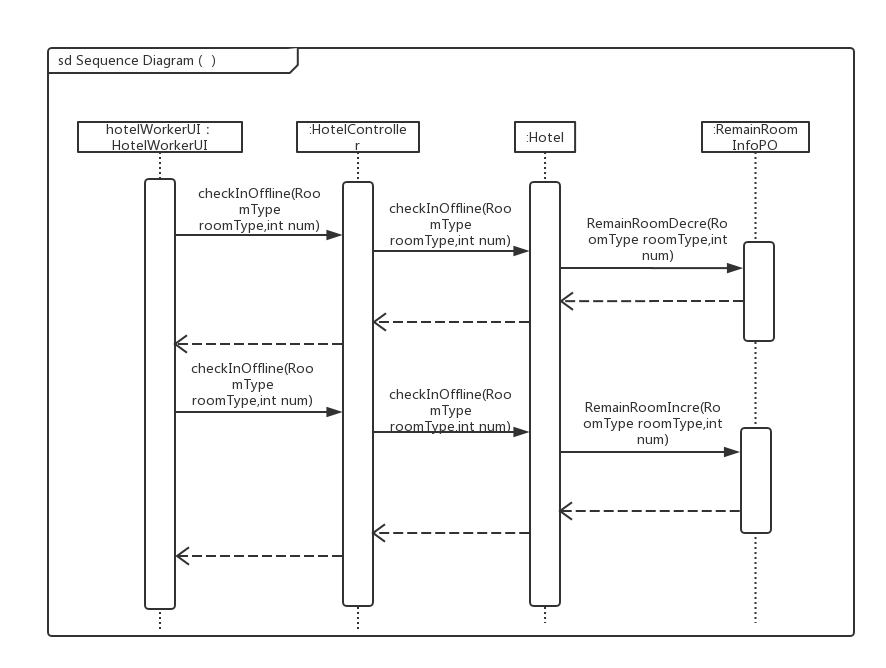 sd Sequence Diagram (  )
hotelWorkerUI :
HotelWorkerUI
:HotelControlle
r
:Hotel
:RemainRoom
InfoPO
checkInOffline(Roo
mType
roomType,int num)
checkInOffline(Roo
mType
roomType,int num)
RemainRoomDecre(Ro
omType roomType,int
num)
checkInOffline(Roo
mType
roomType,int num)
checkInOffline(Roo
mType
roomType,int num)
RemainRoomIncre(Ro
omType roomType,int
num)